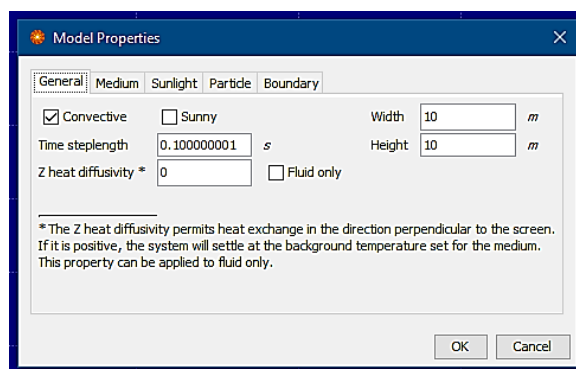 Model Properties
General Medium Sunlight Particle Boundary
Convective Sunny Width 10 m
Time steplength 0.100000001 s Height 10 m
Z heat diffusivity * 0 Fluid only
* The Z heat diffusivity permits heat exchange in the direction perpendicular to the screen.
If it is positive, the system will settle at the background temperature set for the medium.
This property can be applied to fluid only.
OK Cancel